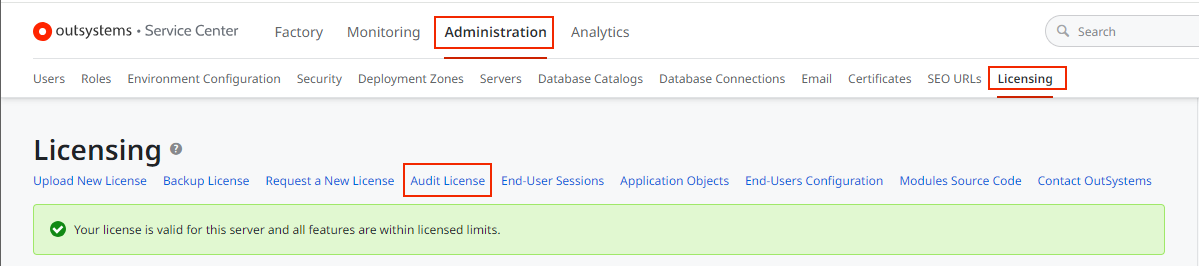 outsystems • Service Center Factory Monitoring Administration Analytics Search
Users Roles Environment Configuration Security Deployment Zones Servers Database Catalogs Database Connections Email Certificates SEO URLs Licensing
Licensing ?
Upload New License Backup License Request a New License Audit License End-User Sessions Application Objects End-Users Configuration Modules Source Code Contact OutSystems
Your license is valid for this server and all features are within licensed limits.